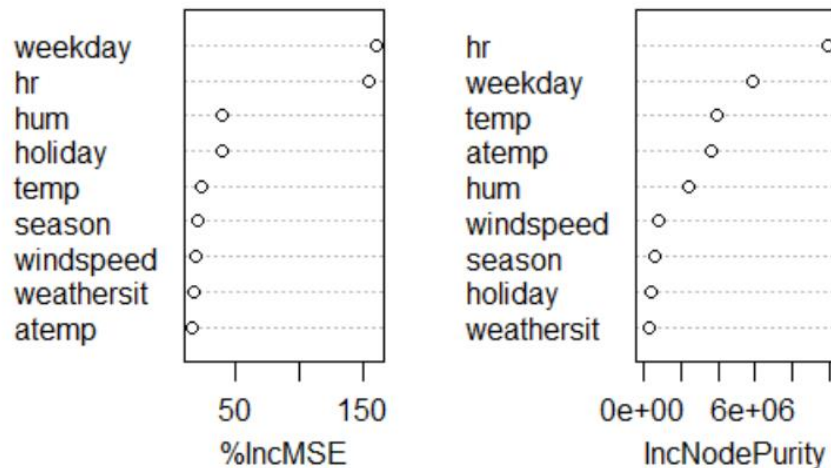 weekday
hr
hum
holiday
temp
season
windspeed
weathersit
atemp
50 150
%IncMSE
hr
weekday
temp
atemp
hum
windspeed
season
holiday
weathersit
0e+00 6e+06
IncNodePurity